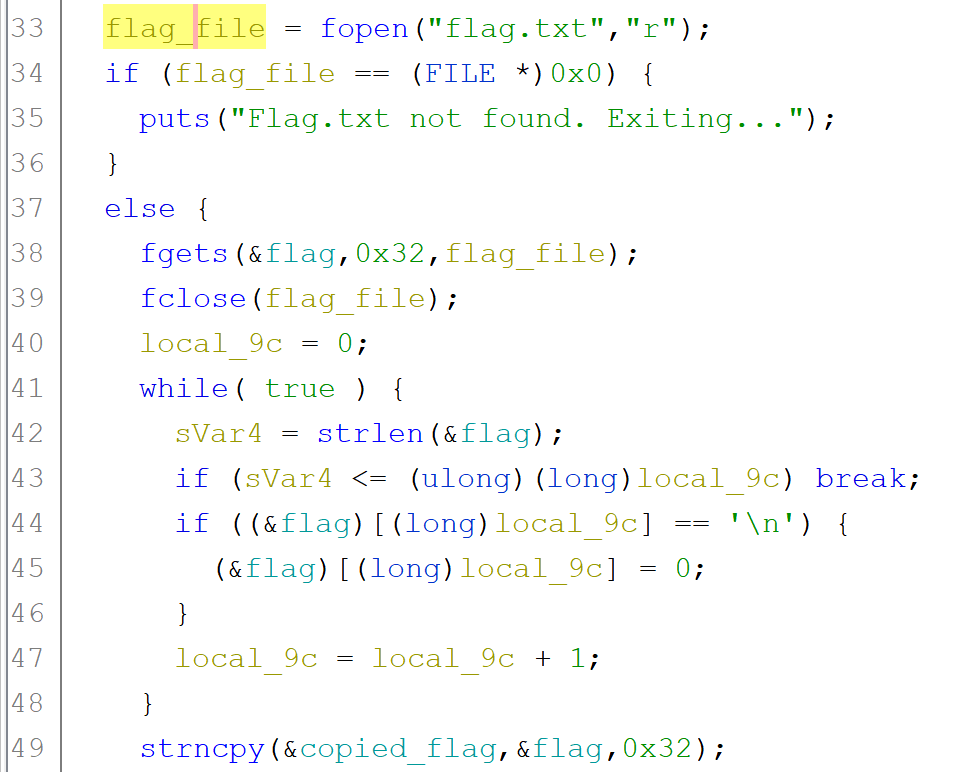 33 flag_file = fopen("flag.txt","r");
34 if (flag_file == (FILE *)0x0) {
35 puts("Flag.txt not found. Exiting...");
36 }
37 else {
38 fgets(&flag,0x32,flag_file);
39 fclose(flag_file);
40 local_9c = 0;
41 while( true ) {
42 sVar4 = strlen(&flag);
43 if (sVar4 <= (ulong)(long)local_9c) break;
44 if ((&flag)[(long)local_9c] == '\n') {
45 (&flag)[(long)local_9c] = 0;
46 }
47 local_9c = local_9c + 1;
48 }
49 strncpy(&copied_flag,&flag,0x32);